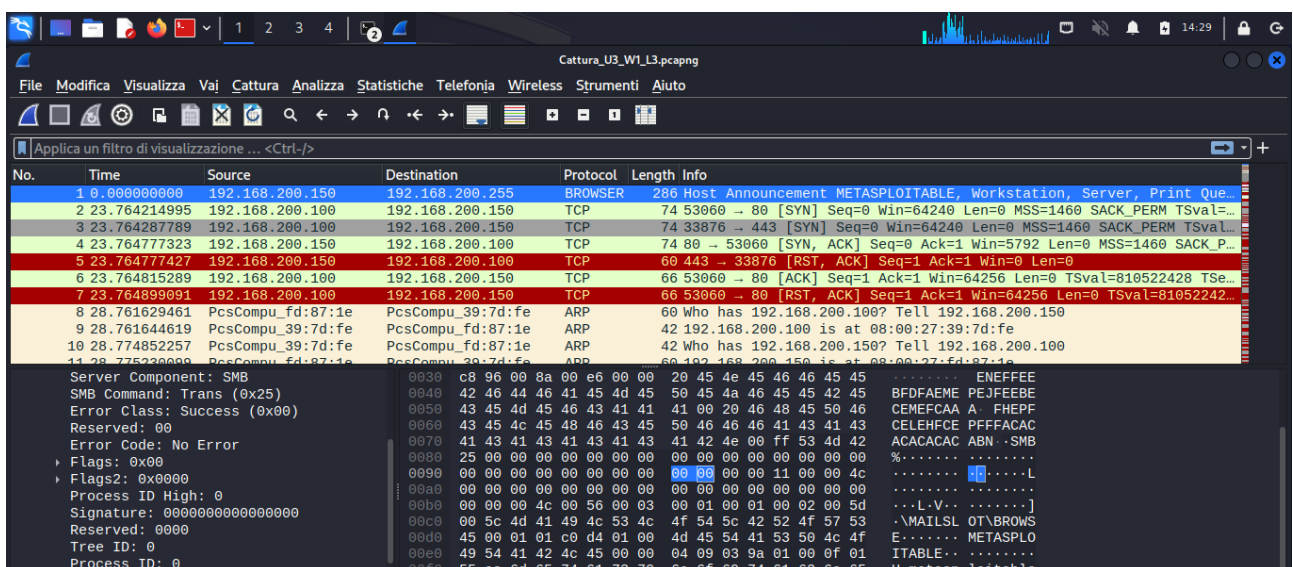 1 2 3 4 2 14:29
Cattura_U3_W1_L3.pcapng
File Modifica Visualizza Vai Cattura Analizza Statistiche Telefonia Wireless Strumenti Aiuto
Applica un filtro di visualizzazione … <Ctrl-/>
No. Time Source Destination Protocol Length Info
1 0.000000000 192.168.200.150 192.168.200.255 BROWSER 286 Host Announcement METASPLOITABLE, Workstation, Server, Print Que…
2 23.764214995 192.168.200.100 192.168.200.150 TCP 74 53060 → 80 [SYN] Seq=0 Win=64240 Len=0 MSS=1460 SACK_PERM TSval=…
3 23.764287789 192.168.200.100 192.168.200.150 TCP 74 33876 → 443 [SYN] Seq=0 Win=64240 Len=0 MSS=1460 SACK_PERM TSval…
4 23.764777323 192.168.200.150 192.168.200.100 TCP 74 80 → 53060 [SYN, ACK] Seq=0 Ack=1 Win=5792 Len=0 MSS=1460 SACK_P…
5 23.764777427 192.168.200.150 192.168.200.100 TCP 60 443 → 33876 [RST, ACK] Seq=1 Ack=1 Win=0 Len=0
6 23.764815289 192.168.200.100 192.168.200.150 TCP 66 53060 → 80 [ACK] Seq=1 Ack=1 Win=64256 Len=0 TSval=810522428 TSe…
7 23.764899091 192.168.200.100 192.168.200.150 TCP 66 53060 → 80 [RST, ACK] Seq=1 Ack=1 Win=64256 Len=0 TSval=81052242…
8 28.761629461 PcsCompu_fd:87:1e PcsCompu_39:7d:fe ARP 60 Who has 192.168.200.100? Tell 192.168.200.150
9 28.761644619 PcsCompu_39:7d:fe PcsCompu_fd:87:1e ARP 42 192.168.200.100 is at 08:00:27:39:7d:fe
10 28.774852257 PcsCompu_39:7d:fe PcsCompu_fd:87:1e ARP 42 Who has 192.168.200.150? Tell 192.168.200.100
11 28.775230099 PcsCompu_fd:87:1e PcsCompu_39:7d:fe ARP 60 192.168.200.150 is at 08:00:27:fd:87:1e
Server Component: SMB
SMB Command: Trans (0x25)
Error Class: Success (0x00)
Reserved: 00
Error Code: No Error
Flags: 0x00
Flags2: 0x0000
Process ID High: 0
Signature: 0000000000000000
Reserved: 0000
Tree ID: 0
Process ID: 0
0030 c8 96 00 8a 00 e6 00 00 20 45 4e 45 46 46 45 45 ········ ENEFFEE
0040 42 46 44 46 41 45 4d 45 50 45 4a 46 45 45 42 45 BFDFAEME PEJFEEBE
0050 43 45 4d 45 46 43 41 41 41 00 20 46 48 45 50 46 CEMEFCAA A· FHEPF
0060 43 45 4c 45 48 46 43 45 50 46 46 46 41 43 41 43 CELEHFCE PFFFACAC
0070 41 43 41 43 41 43 41 43 41 42 4e 00 ff 53 4d 42 ACACACAC ABN··SMB
0080 25 00 00 00 00 00 00 00 00 00 00 00 00 00 00 00 %······· ········
0090 00 00 00 00 00 00 00 00 00 00 00 00 11 00 00 4c ········ ·······L
00a0 00 00 00 00 00 00 00 00 00 00 00 00 00 00 00 00 ········ ········
00b0 00 00 00 4c 00 56 00 03 00 01 00 01 00 02 00 5d ···L·V·· ·······]
00c0 00 5c 4d 41 49 4c 53 4c 4f 54 5c 42 52 4f 57 53 ·\MAILSL OT\BROWS
00d0 45 00 01 01 c0 d4 01 00 4d 45 54 41 53 50 4c 4f E······· METASPLO
00e0 49 54 41 42 4c 45 00 00 04 09 03 9a 01 00 0f 01 ITABLE·· ········